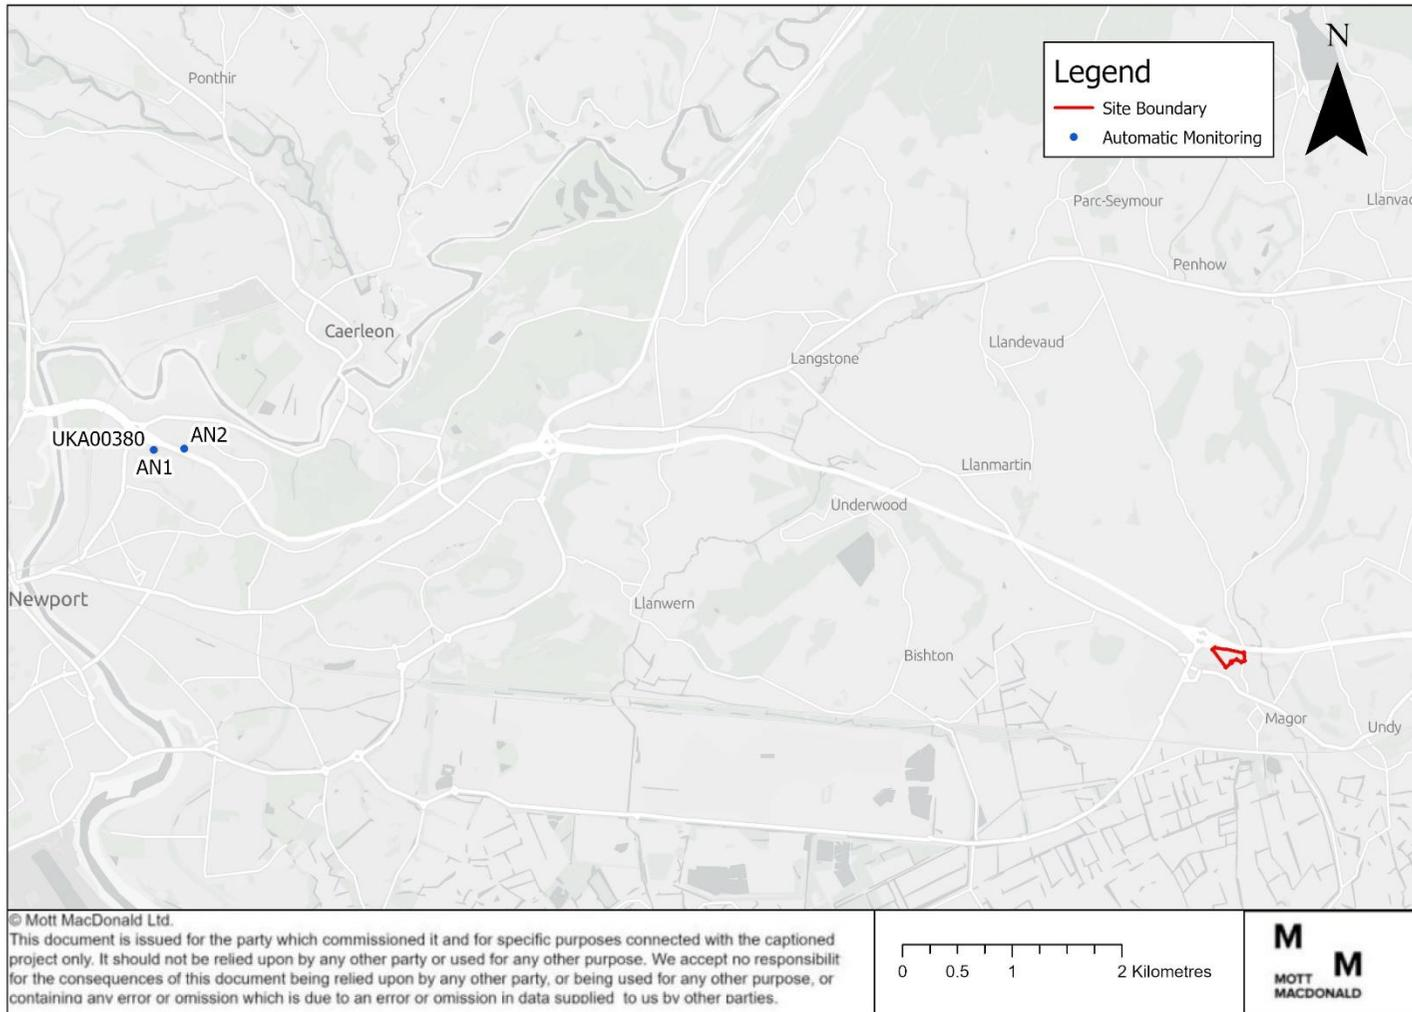 N
Legend
Site Boundary
Automatic Monitoring
Ponthir
Parc-Seymour
Llanvac
Penhow
Caerleon
Llandevaud
Langstone
UKA00380
AN2
AN1
Llanmartin
Underwood
Newport
Llanwern
Bishton
Magor
Undy
© Mott MacDonald Ltd.
This document is issued for the party which commissioned it and for specific purposes connected with the captioned
project only. It should not be relied upon by any other party or used for any other purpose. We accept no responsibilit
for the consequences of this document being relied upon by any other party, or being used for any other purpose, or
containing any error or omission which is due to an error or omission in data supplied to us by other parties.
0 0.5 1 2 Kilometres
M
M
MOTT
MACDONALD